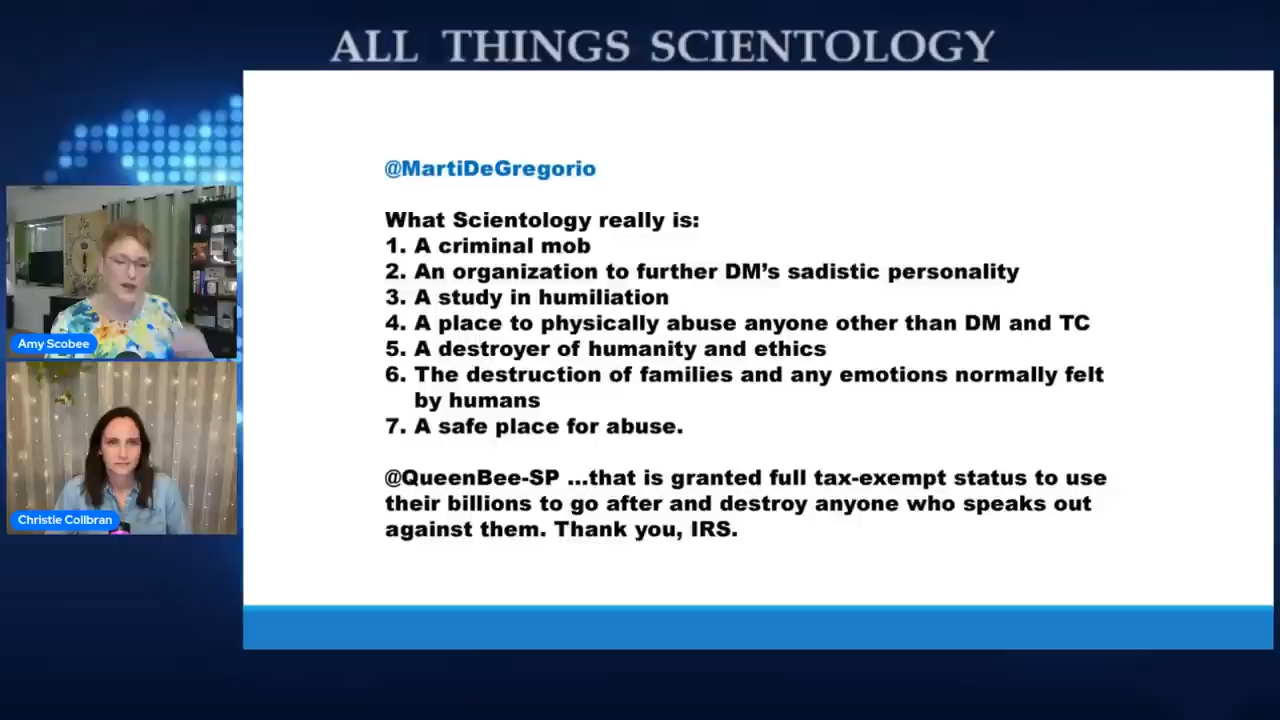 ALL THINGS SCIENTOLOGY
@MartiDeGregorio
What Scientology really is:
1. A criminal mob
2. An organization to further DM’s sadistic personality
3. A study in humiliation
4. A place to physically abuse anyone other than DM and TC
5. A destroyer of humanity and ethics
6. The destruction of families and any emotions normally felt
by humans
7. A safe place for abuse.
@QueenBee-SP ...that is granted full tax-exempt status to use
their billions to go after and destroy anyone who speaks out
against them. Thank you, IRS.
Amy Scobee
Christie Collbran